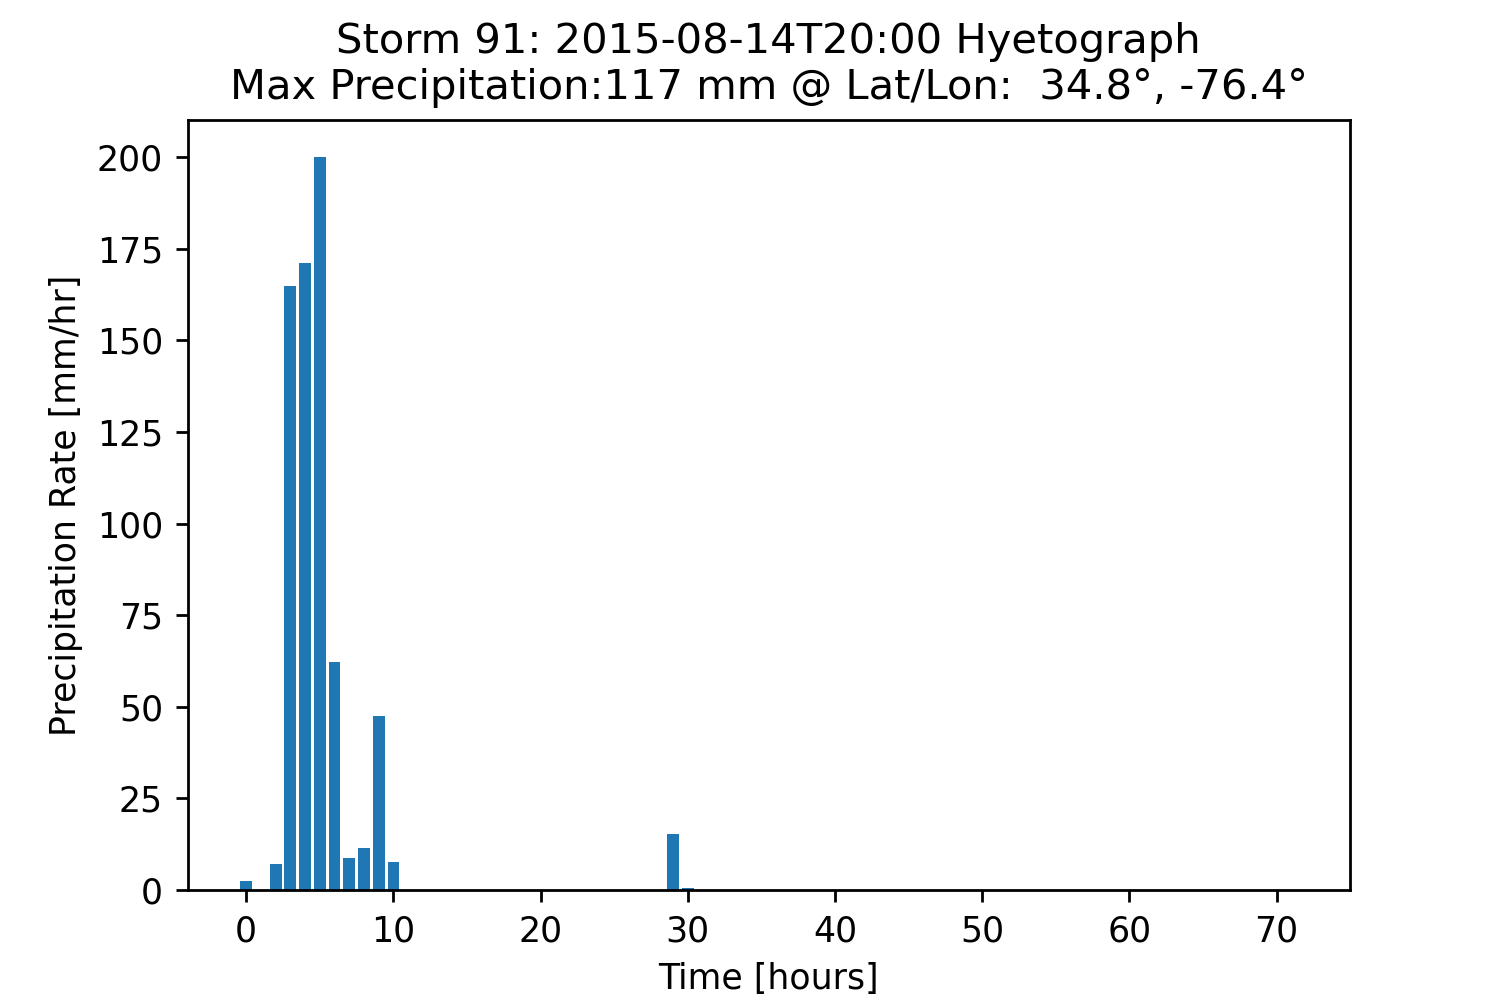 Storm 91: 2015-08-14T20:00 Hyetograph
Max Precipitation:117 mm @ Lat/Lon:  34.8°, -76.4°
200
175
150
125
100
75
50
25
0
Precipitation Rate [mm/hr]
0 10 20 30 40 50 60 70
Time [hours]